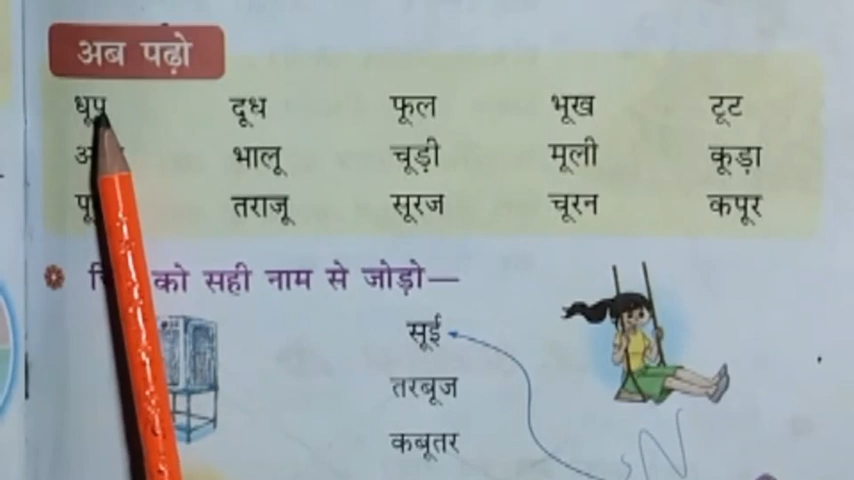 अब पढ़ो
धूप दूध फूल भूख टूट
भालू चूड़ी मूली कूड़ा
तराजू सूरज चूरन कपूर
को सही नाम से जोड़ो—
सूई
तरबूज
कबूतर